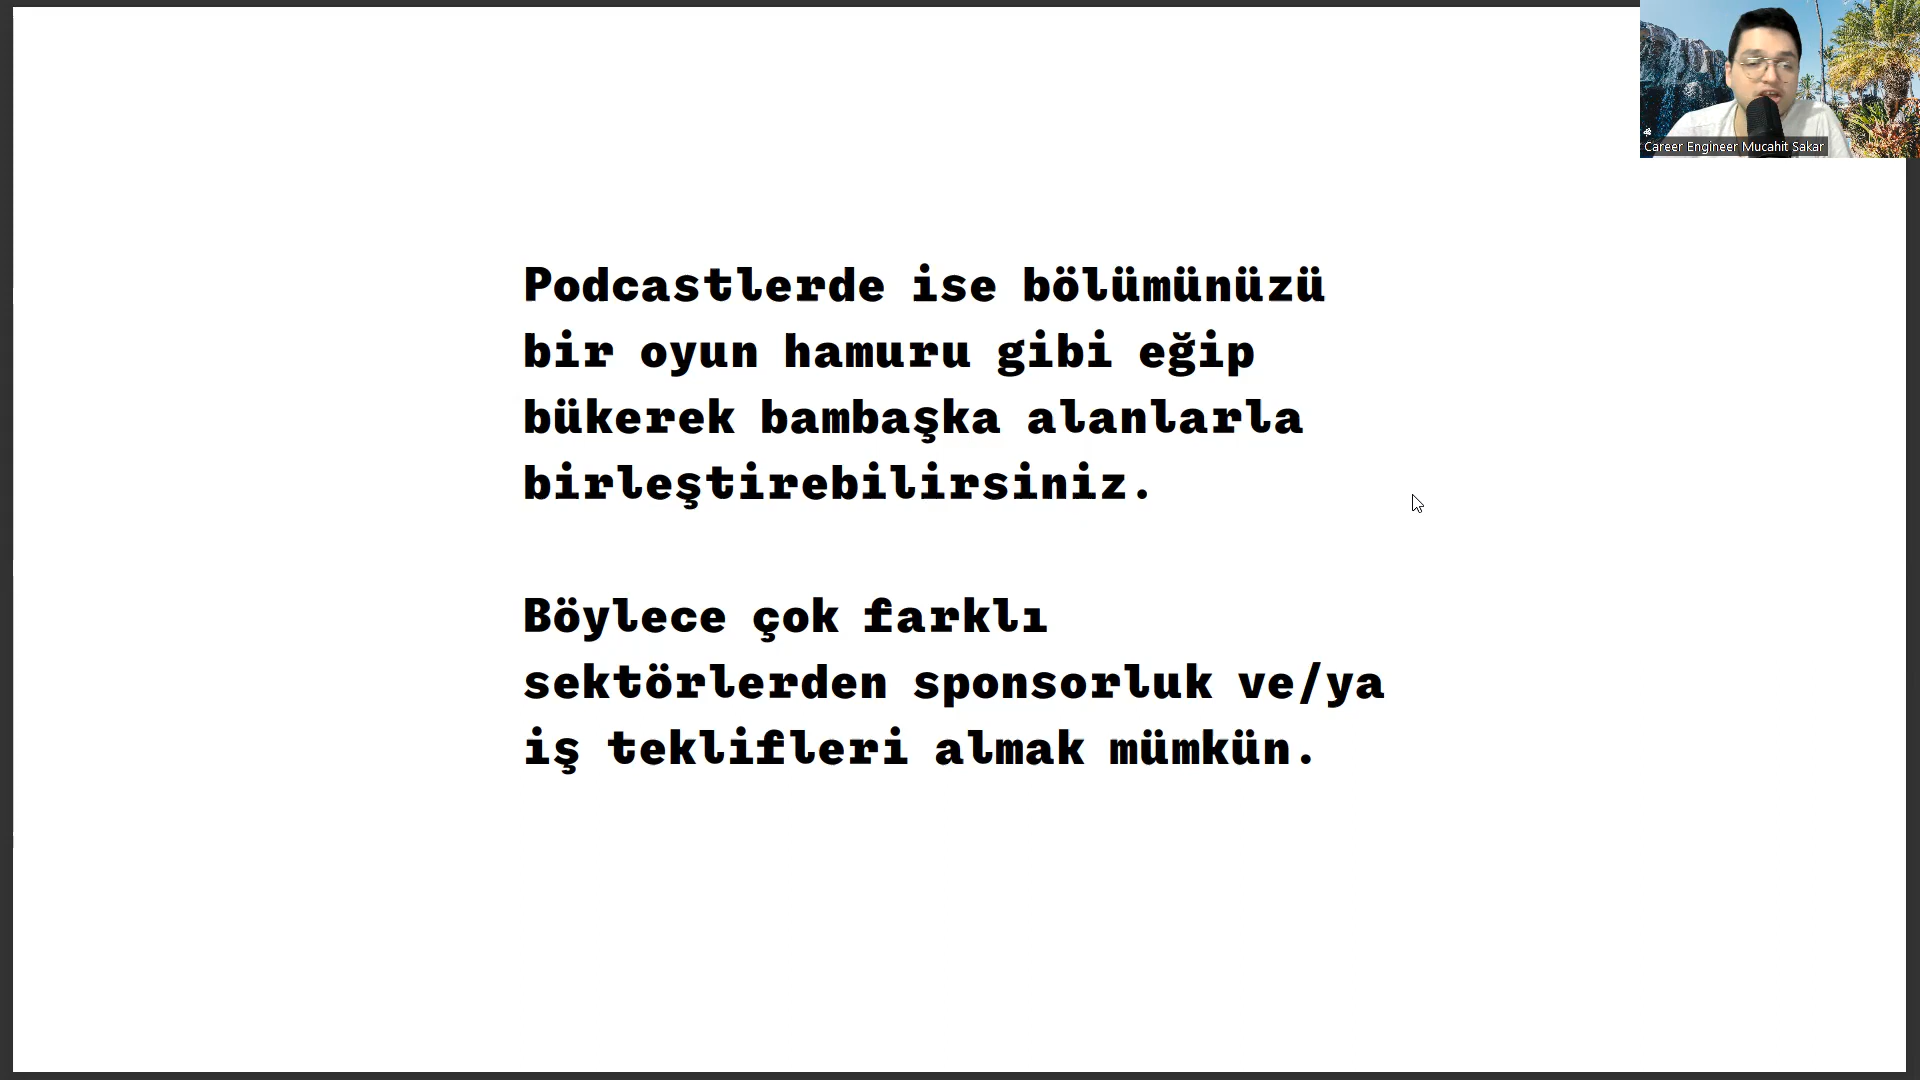 Career Engineer Mucahit Sakar
Podcastlerde ise bölümünüzü
bir oyun hamuru gibi eğip
bükerek bambaşka alanlarla
birleştirebilirsiniz.
Böylece çok farklı
sektörlerden sponsorluk ve/ya
iş teklifleri almak mümkün.